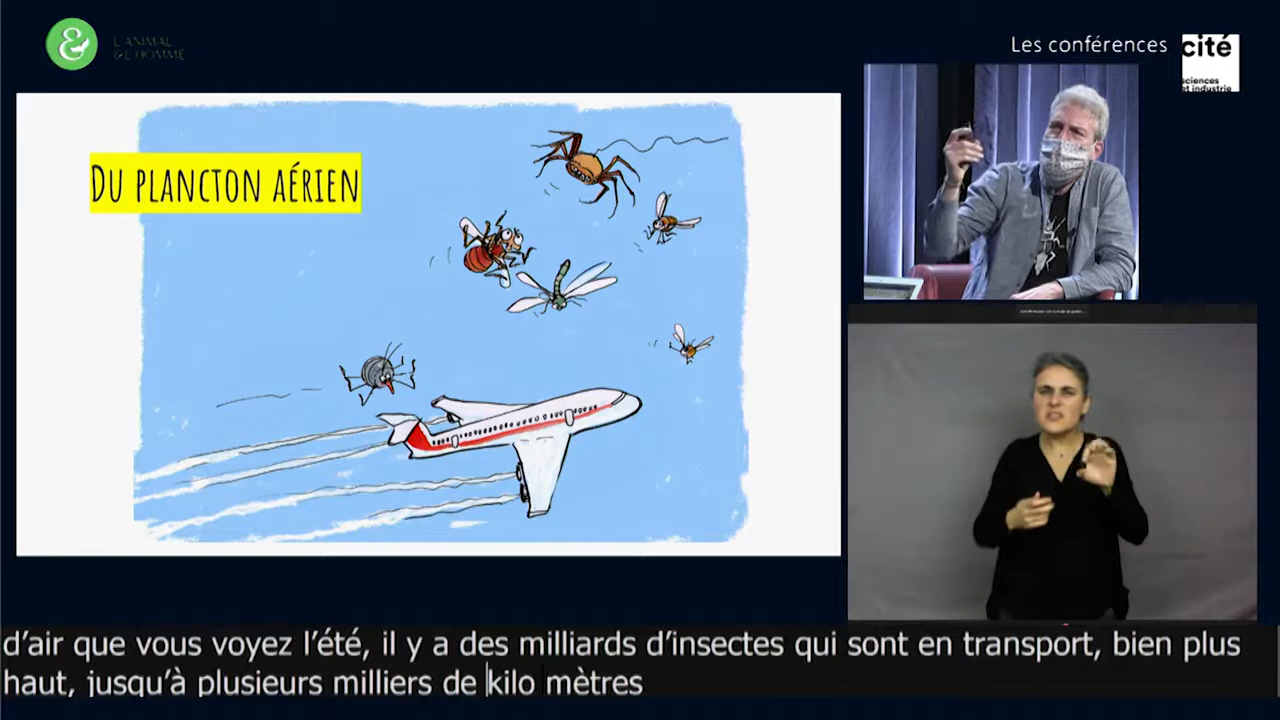 &
L'ANIMAL
& L'HOMME
Les conférences
cité
sciences
et industrie
DU PLANCTON AÉRIEN
d'air que vous voyez l'été, il y a des milliards d'insectes qui sont en transport, bien plus
haut, jusqu'à plusieurs milliers de kilo mètres